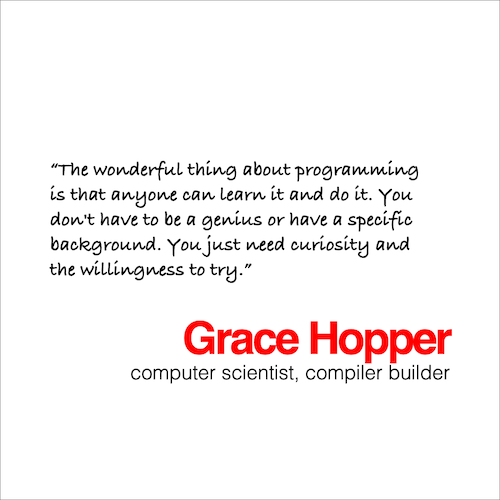 “The wonderful thing about programming
is that anyone can learn it and do it. You
don't have to be a genius or have a specific
background. You just need curiosity and
the willingness to try.”
Grace Hopper
computer scientist, compiler builder